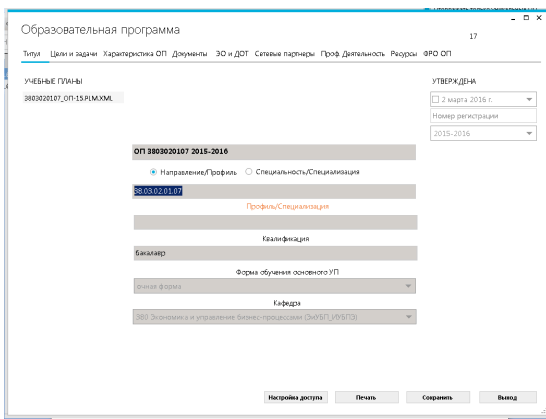 Образовательная программа
17
Титул Цели и задачи Характеристика ОП Документы ЭО и ДОТ Сетевые партнеры Проф. Деятельность Ресурсы ФРО ОП
УЧЕБНЫЕ ПЛАНЫ
3803020107_ОП-15.PLM.XML
УТВЕРЖДЕНА
2 марта 2016 г.
Номер регистрации
2015-2016
ОП 3803020107 2015-2016
Направление/Профиль Специальность/Специализация
38.03.02.01.07
Профиль/Специализация
Квалификация
бакалавр
Форма обучения основного УП
очная форма
Кафедра
380 Экономика и управление бизнес-процессами (ЭиУБП_ИУБПЭ)
Настройка доступа Печать Сохранить Выход